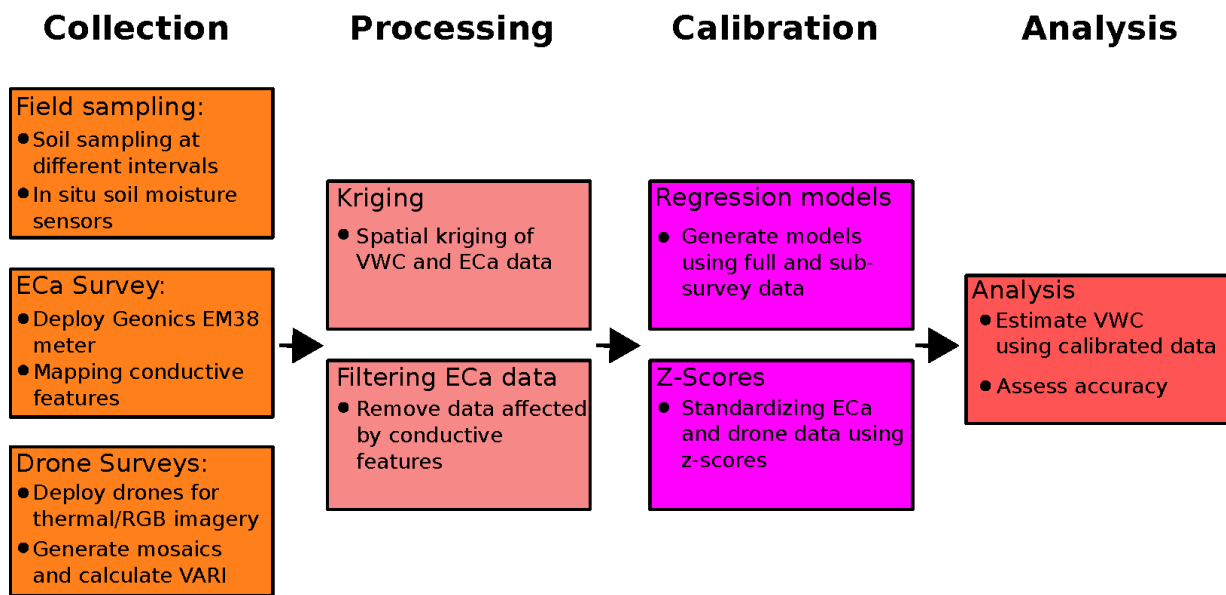 Collection
Processing
Calibration
Analysis
Field sampling:
● Soil sampling at
different intervals
● In situ soil moisture
sensors
ECa Survey:
● Deploy Geonics EM38
meter
● Mapping conductive
features
Drone Surveys:
● Deploy drones for
thermal/RGB imagery
● Generate mosaics
and calculate VARI
Kriging
● Spatial kriging of
VWC and ECa data
Filtering ECa data
● Remove data affected
by conductive
features
Regression models
● Generate models
using full and sub-
survey data
Z-Scores
● Standardizing ECa
and drone data using
z-scores
Analysis
● Estimate VWC
using calibrated data
● Assess accuracy